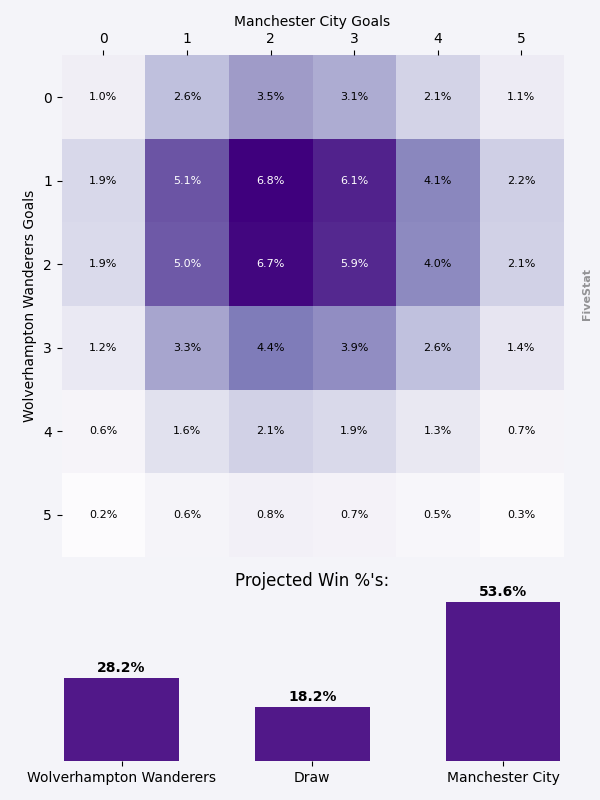 Manchester City Goals
0 1 2 3 4 5
Wolverhampton Wanderers Goals
0 1.0% 2.6% 3.5% 3.1% 2.1% 1.1%
1 1.9% 5.1% 6.8% 6.1% 4.1% 2.2%
2 1.9% 5.0% 6.7% 5.9% 4.0% 2.1%
3 1.2% 3.3% 4.4% 3.9% 2.6% 1.4%
4 0.6% 1.6% 2.1% 1.9% 1.3% 0.7%
5 0.2% 0.6% 0.8% 0.7% 0.5% 0.3%
FiveStat
Projected Win %'s:
28.2% 18.2% 53.6%
Wolverhampton Wanderers Draw Manchester City